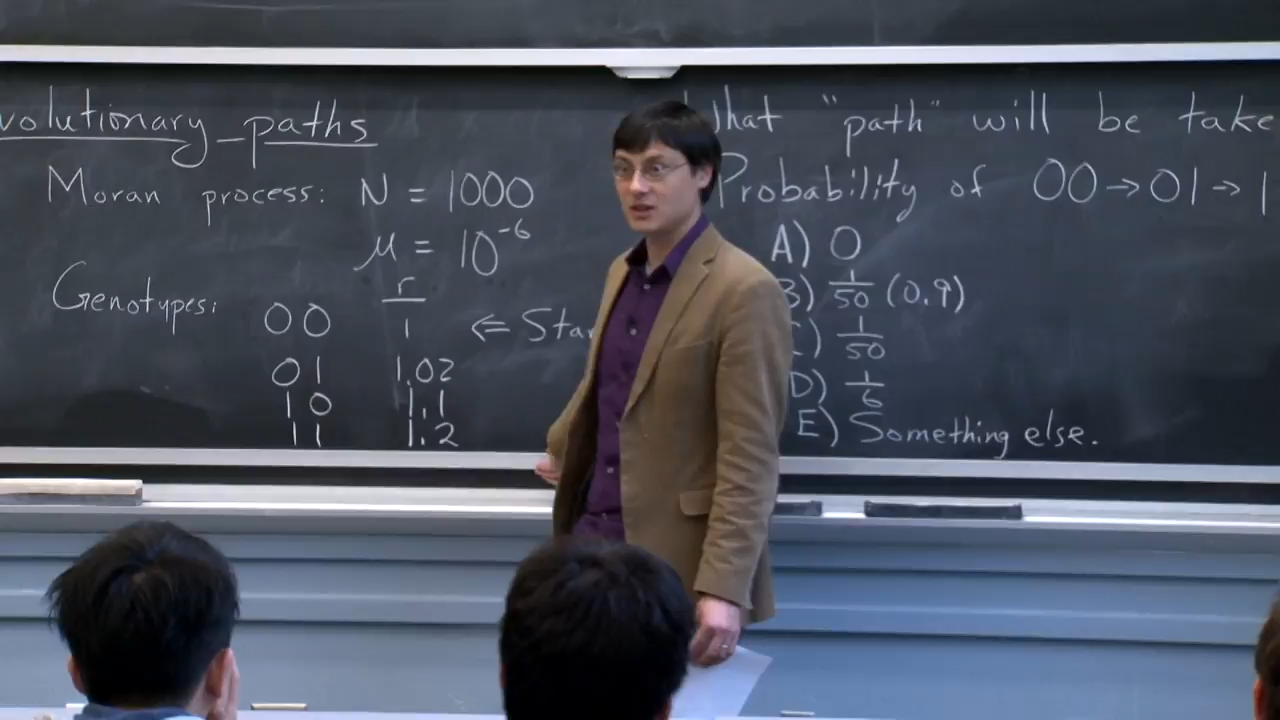 volutionary paths
Moran process: N = 1000
μ = 10⁻⁶
Genotypes:
r
00 1 ⇐ Star
01 1.02
10 1.1
11 1.2
What "path" will be take
Probability of 00→01→1
A) 0
B) 1/50 (0.9)
C) 1/50
D) 1/6
E) Something else.